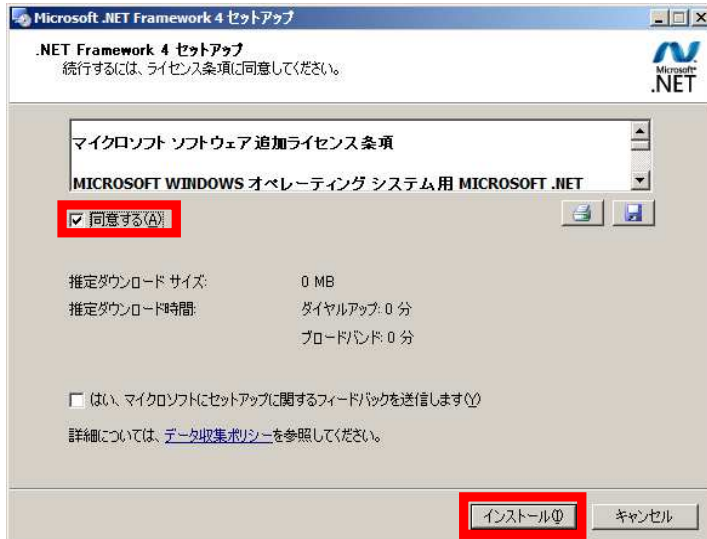 Microsoft .NET Framework 4 セットアップ
.NET Framework 4 セットアップ
続行するには、ライセンス条項に同意してください。
Microsoft
.NET
マイクロソフト ソフトウェア追加ライセンス条項
MICROSOFT WINDOWS オペレーティング システム用 MICROSOFT .NET
同意する(A)
推定ダウンロード サイズ: 0 MB
推定ダウンロード時間: ダイヤルアップ: 0 分
ブロードバンド: 0 分
はい、マイクロソフトにセットアップに関するフィードバックを送信します(Y)
詳細については、データ収集ポリシーを参照してください。
インストール(I) キャンセル